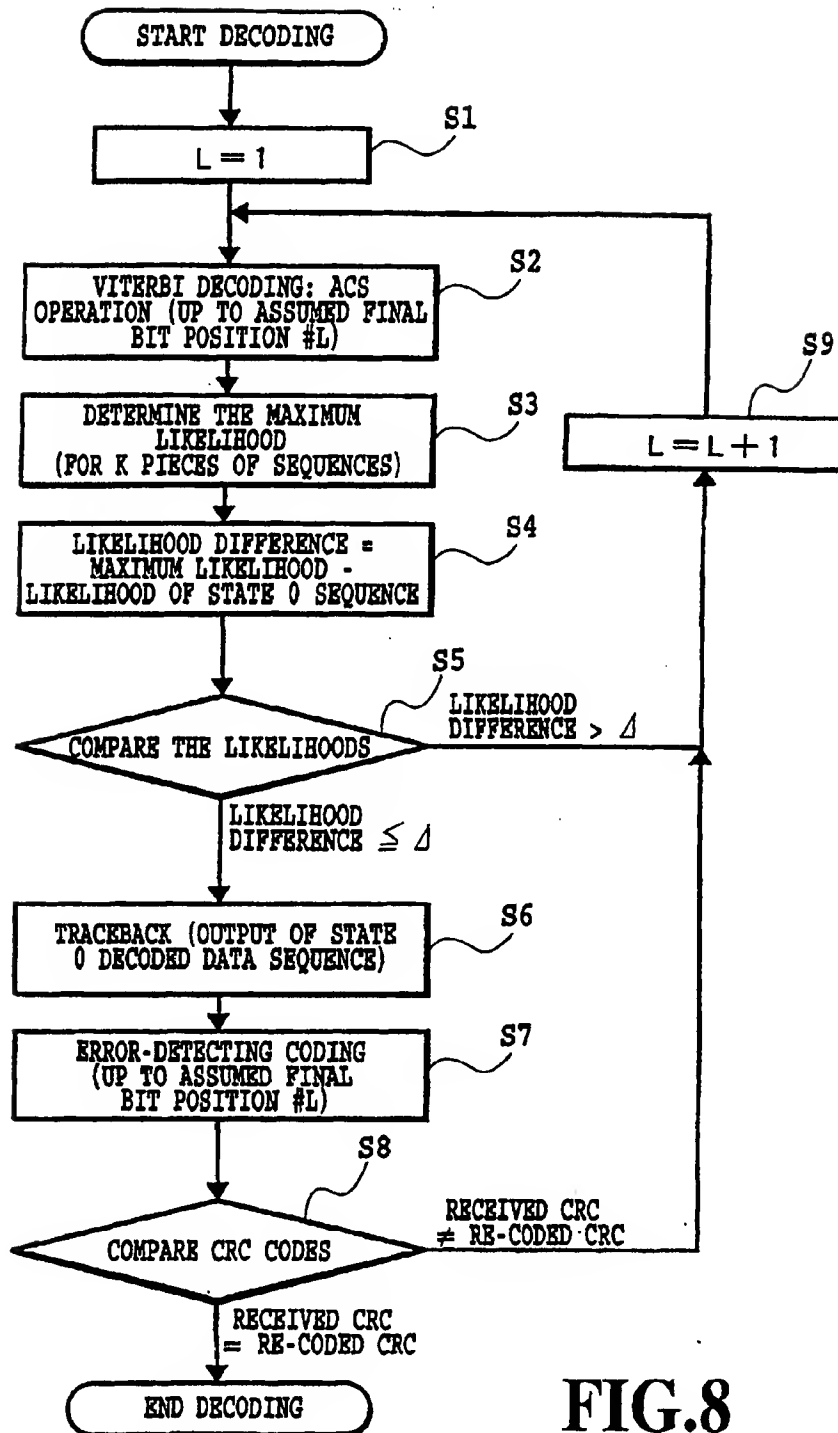 START DECODING
S1
L = 1
S2
VITERBI DECODING: ACS
OPERATION (UP TO ASSUMED FINAL
BIT POSITION #L)
S3
DETERMINE THE MAXIMUM
LIKELIHOOD
(FOR K PIECES OF SEQUENCES)
S9
L = L + 1
S4
LIKELIHOOD DIFFERENCE =
MAXIMUM LIKELIHOOD -
LIKELIHOOD OF STATE 0 SEQUENCE
S5
COMPARE THE LIKELIHOODS
LIKELIHOOD
DIFFERENCE > Δ
LIKELIHOOD
DIFFERENCE ≦ Δ
S6
TRACEBACK (OUTPUT OF STATE
0 DECODED DATA SEQUENCE)
S7
ERROR-DETECTING CODING
(UP TO ASSUMED FINAL
BIT POSITION #L)
S8
COMPARE CRC CODES
RECEIVED CRC
≠ RE-CODED CRC
RECEIVED CRC
= RE-CODED CRC
END DECODING
FIG.8